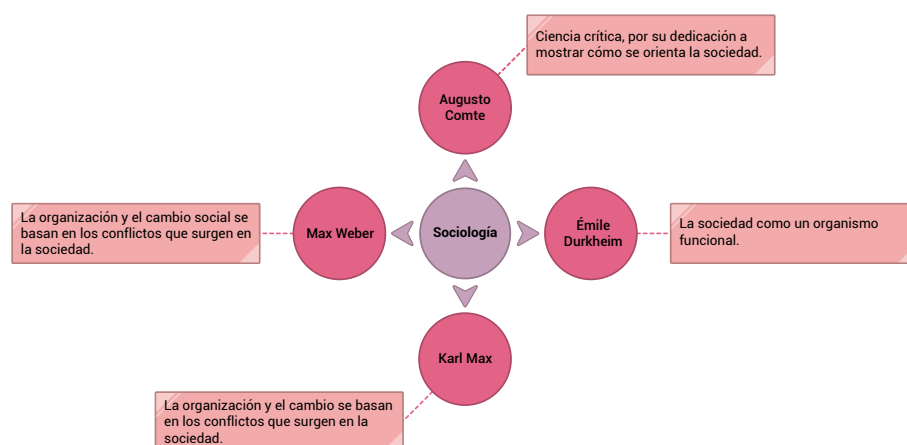 Ciencia crítica, por su dedicación a
mostrar cómo se orienta la sociedad.
Augusto
Comte
La organización y el cambio social se
basan en los conflictos que surgen en
la sociedad.
Max Weber
Sociología
Émile
Durkheim
La sociedad como un organismo
funcional.
Karl Max
La organización y el cambio se basan
en los conflictos que surgen en la
sociedad.